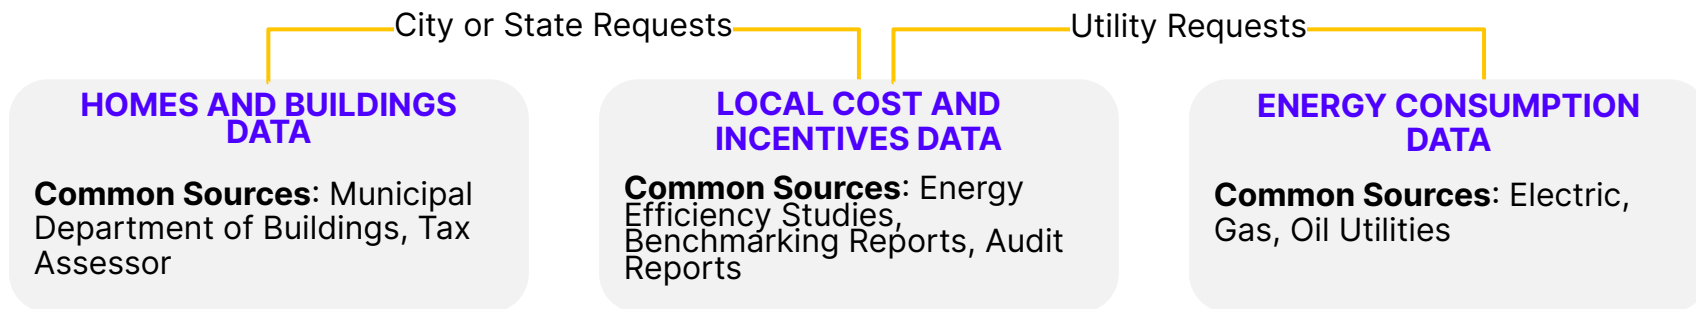 City or State Requests
Utility Requests
HOMES AND BUILDINGS
DATA
Common Sources: Municipal
Department of Buildings, Tax
Assessor
LOCAL COST AND
INCENTIVES DATA
Common Sources: Energy
Efficiency Studies,
Benchmarking Reports, Audit
Reports
ENERGY CONSUMPTION
DATA
Common Sources: Electric,
Gas, Oil Utilities